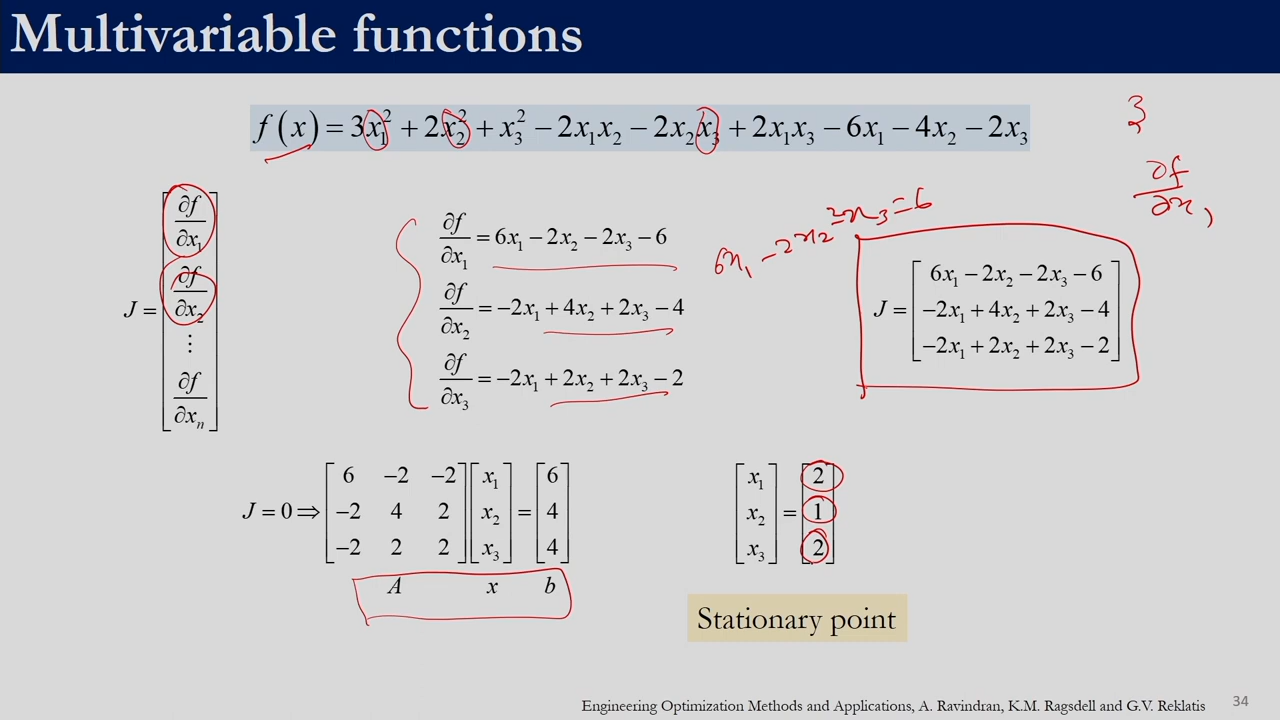 Multivariable functions
f(x) = 3x₁² + 2x₂² + x₃² − 2x₁x₂ − 2x₂x₃ + 2x₁x₃ − 6x₁ − 4x₂ − 2x₃
3
∂f/∂x₁
J = [∂f/∂x₁ ∂f/∂x₂ ⋮ ∂f/∂xₙ]
∂f/∂x₁ = 6x₁ − 2x₂ − 2x₃ − 6
∂f/∂x₂ = −2x₁ + 4x₂ + 2x₃ − 4
∂f/∂x₃ = −2x₁ + 2x₂ + 2x₃ − 2
6x₁ − 2x₂ − 2x₃ = 6
J = [6x₁ − 2x₂ − 2x₃ − 6
−2x₁ + 4x₂ + 2x₃ − 4
−2x₁ + 2x₂ + 2x₃ − 2]
J = 0 ⇒ [6 −2 −2; −2 4 2; −2 2 2] [x₁; x₂; x₃] = [6; 4; 4]
A x b
[x₁; x₂; x₃] = [2; 1; 2]
Stationary point
Engineering Optimization Methods and Applications, A. Ravindran, K.M. Ragsdell and G.V. Reklatis
34